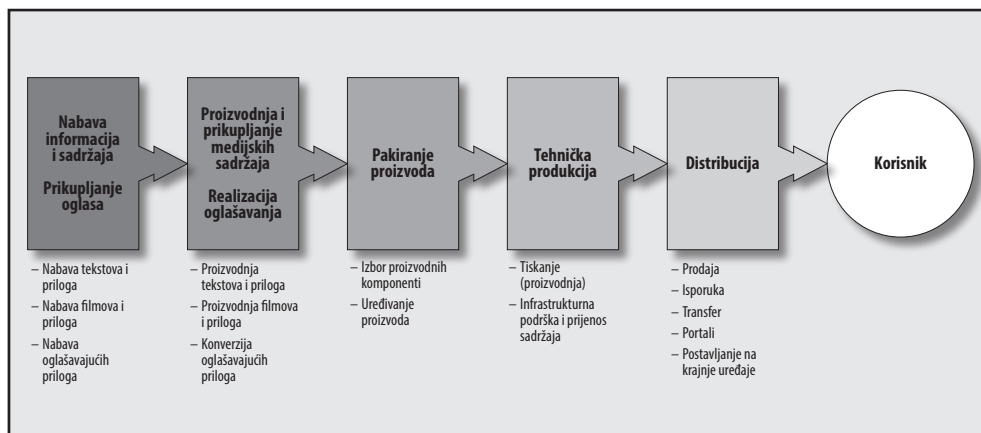 Nabava
informacija
i sadržaja
Prikupljanje
oglasa
Proizvodnja i
prikupljanje
medijskih
sadržaja
Realizacija
oglašavanja
Pakiranje
proizvoda
Tehnička
produkcija
Distribucija
Korisnik
– Nabava tekstova i
priloga
– Nabava filmova i
priloga
– Nabava
oglašavajućih
priloga
– Proizvodnja
tekstova i priloga
– Proizvodnja filmova
i priloga
– Konverzija
oglašavajućih
priloga
– Izbor proizvodnih
komponenti
– Uređivanje
proizvoda
– Tiskanje
(proizvodnja)
– Infrastrukturna
podrška i prijenos
sadržaja
– Prodaja
– Isporuka
– Transfer
– Portali
– Postavljanje na
krajnje uređaje